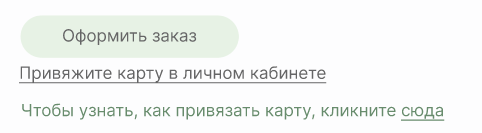 Оформить заказ
Привяжите карту в личном кабинете
Чтобы узнать, как привязать карту, кликните сюда